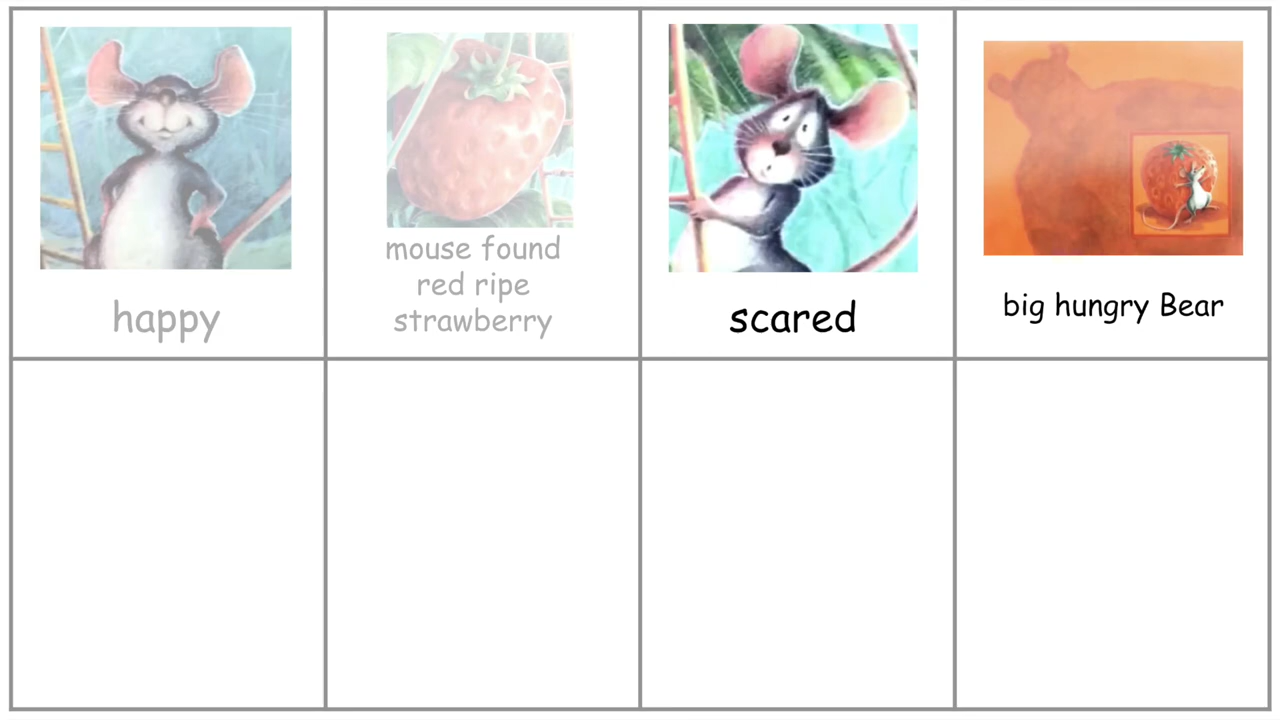 happy
mouse found
red ripe
strawberry
scared
big hungry Bear